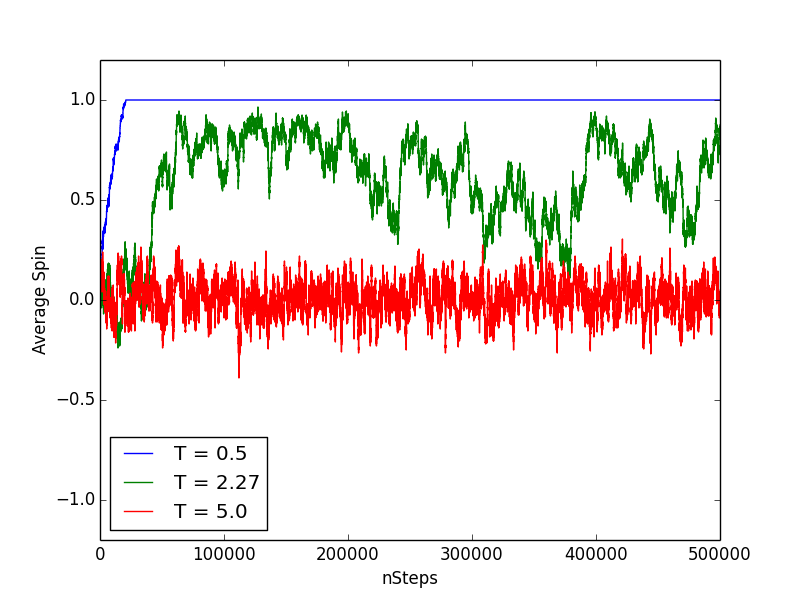 1.0
0.5
0.0
−0.5
−1.0
Average Spin
T = 0.5
T = 2.27
T = 5.0
0 100000 200000 300000 400000 500000
nSteps